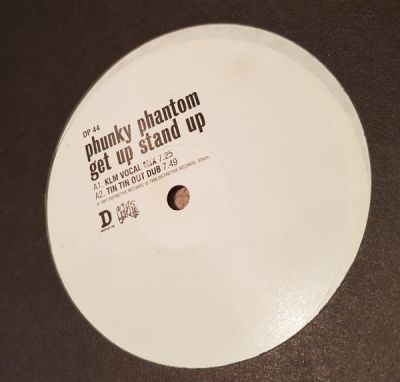 DP 44
phunky phantom
get up stand up
A1. KLM VOCAL MIX 7.25
A2. TIN TIN OUT DUB 7.49
D